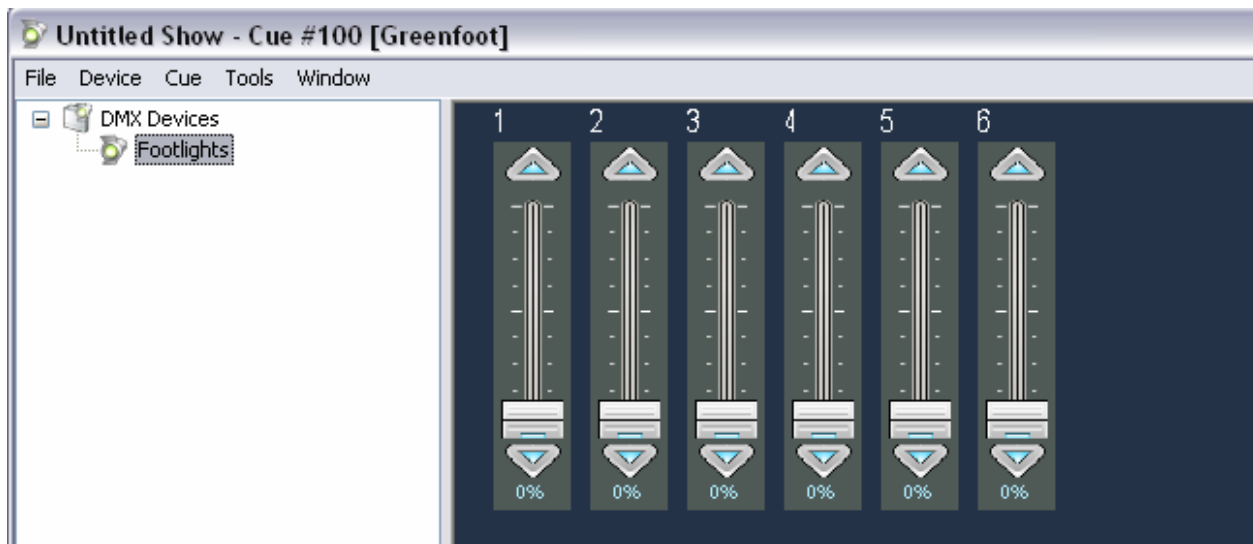 Untitled Show - Cue #100 [Greenfoot]
File Device Cue Tools Window
DMX Devices
Footlights
1 2 3 4 5 6
0% 0% 0% 0% 0% 0%